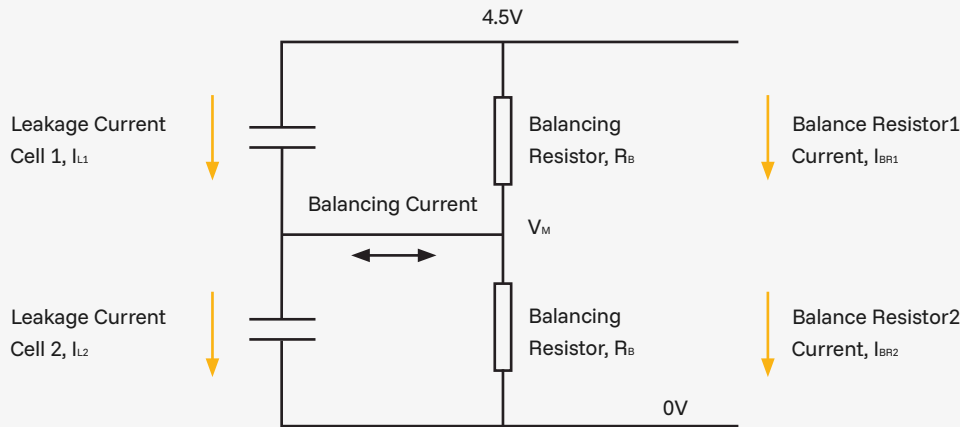 4.5V
Leakage Current
Cell 1, IL1
Balancing
Resistor, RB
Balance Resistor1
Current, IBR1
Balancing Current
VM
Leakage Current
Cell 2, IL2
Balancing
Resistor, RB
Balance Resistor2
Current, IBR2
0V